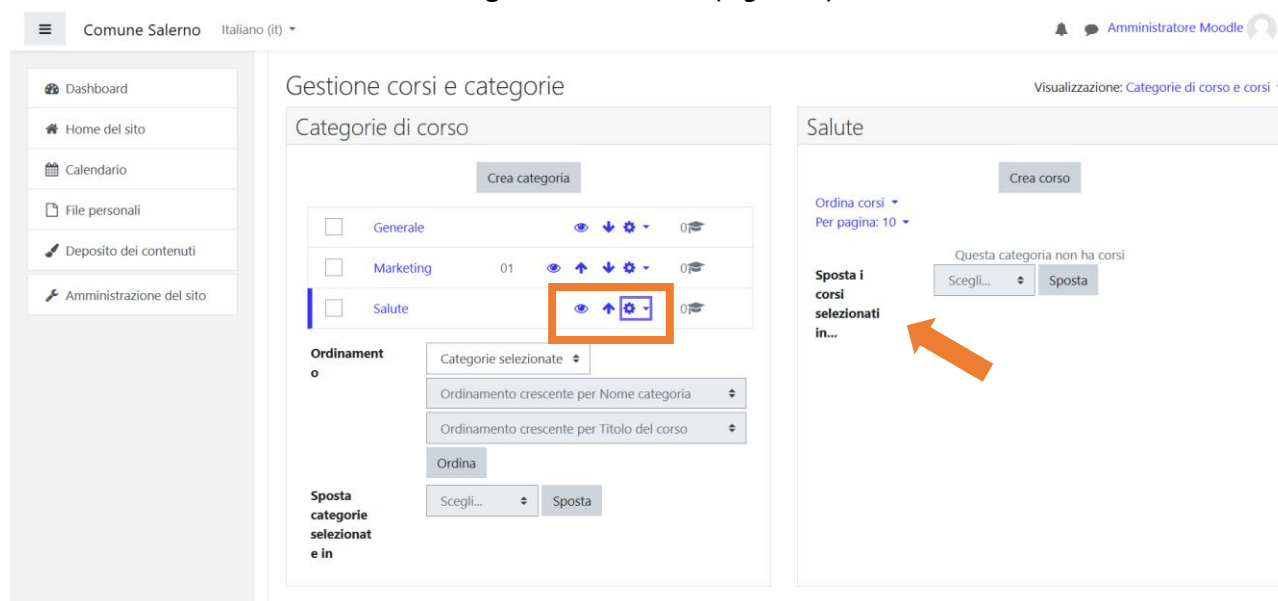 Comune Salerno Italiano (it)
Amministratore Moodle
Dashboard
Home del sito
Calendario
File personali
Deposito dei contenuti
Amministrazione del sito
Gestione corsi e categorie
Visualizzazione: Categorie di corso e corsi
Categorie di corso
Crea categoria
Generale 0
Marketing 01 0
Salute 0
Ordinament
o
Categorie selezionate
Ordinamento crescente per Nome categoria
Ordinamento crescente per Titolo del corso
Ordina
Sposta
categorie
selezionat
e in
Scegli... Sposta
Salute
Crea corso
Ordina corsi
Per pagina: 10
Questa categoria non ha corsi
Sposta i
corsi
selezionati
in...
Scegli... Sposta